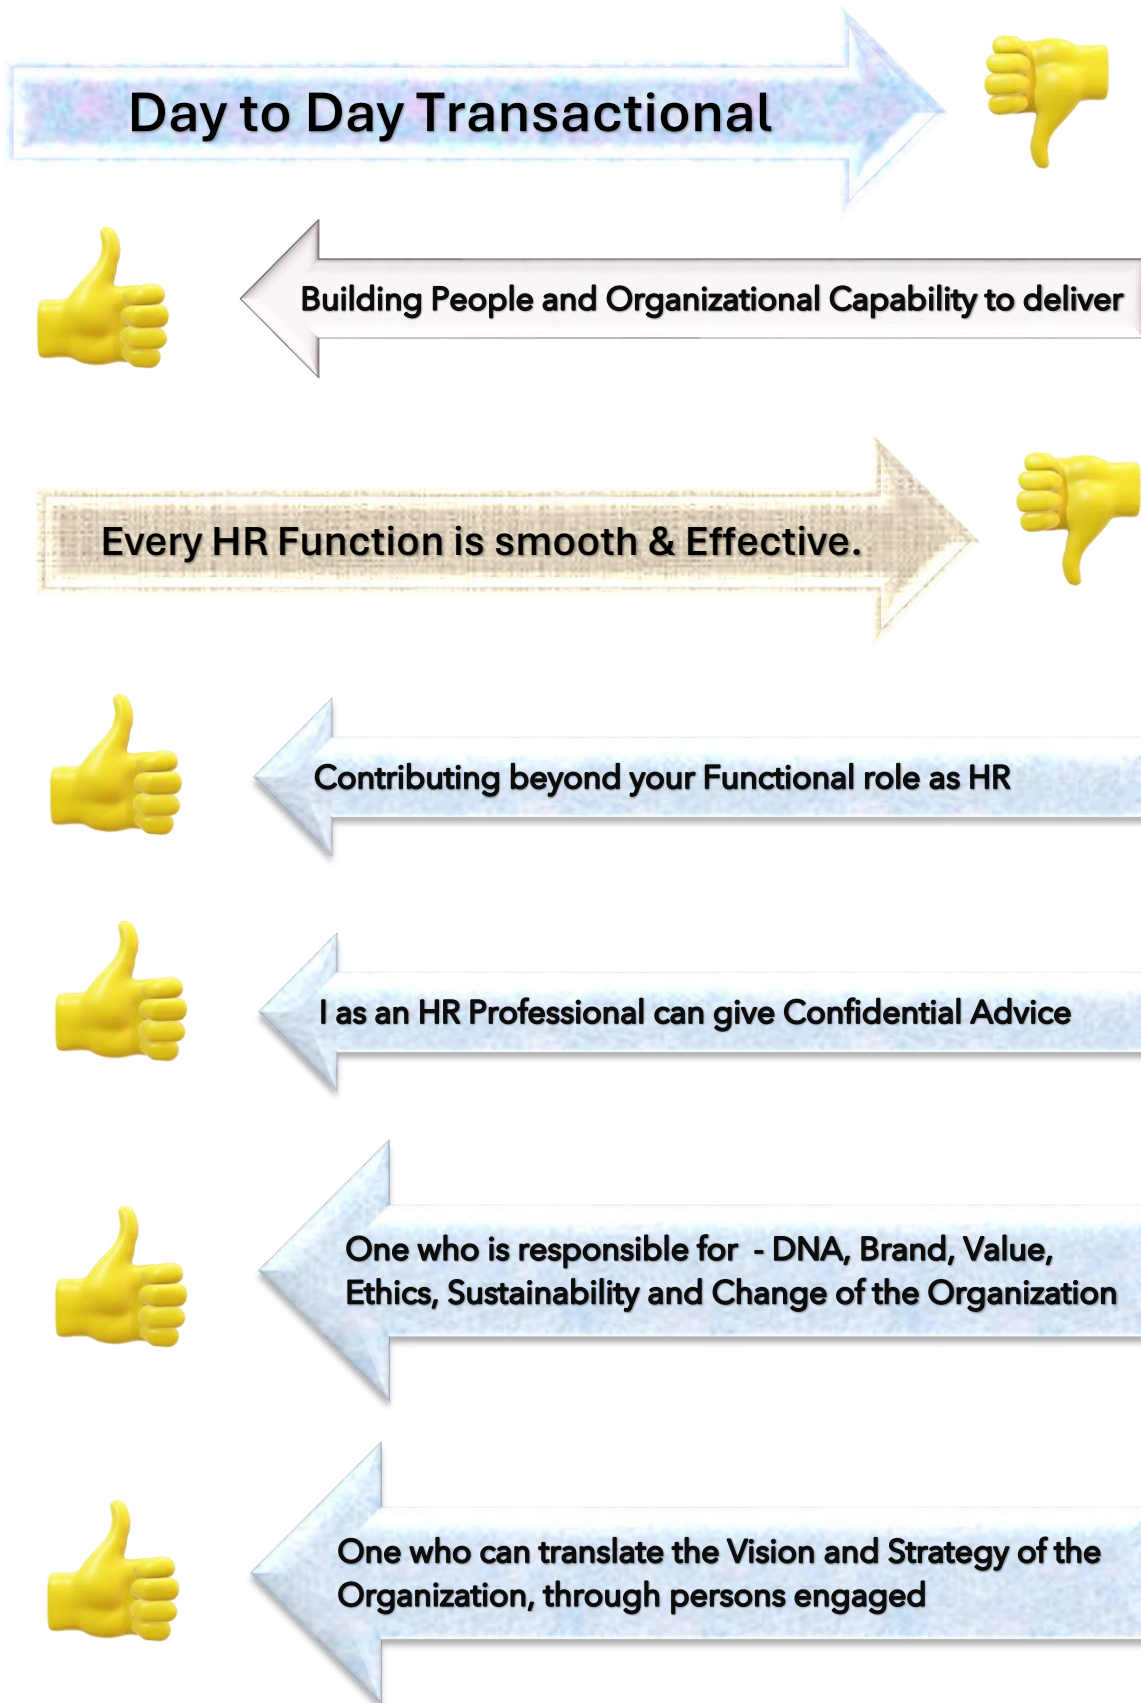 Day to Day Transactional
Building People and Organizational Capability to deliver
Every HR Function is smooth & Effective.
Contributing beyond your Functional role as HR
I as an HR Professional can give Confidential Advice
One who is responsible for  - DNA, Brand, Value,
Ethics, Sustainability and Change of the Organization
One who can translate the Vision and Strategy of the
Organization, through persons engaged